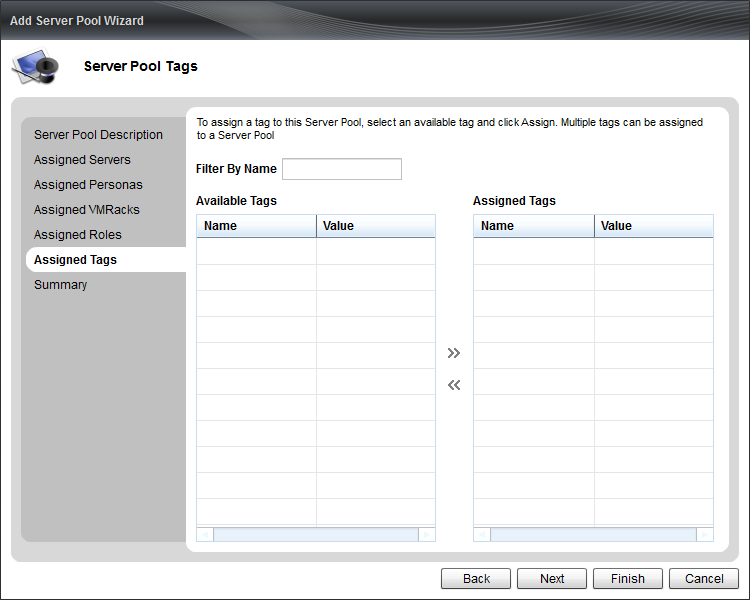 Add Server Pool Wizard
Server Pool Tags
Server Pool Description
Assigned Servers
Assigned Personas
Assigned VMRacks
Assigned Roles
Assigned Tags
Summary
To assign a tag to this Server Pool, select an available tag and click Assign. Multiple tags can be assigned
to a Server Pool
Filter By Name
Available Tags
Name Value
Assigned Tags
Name Value
Back Next Finish Cancel